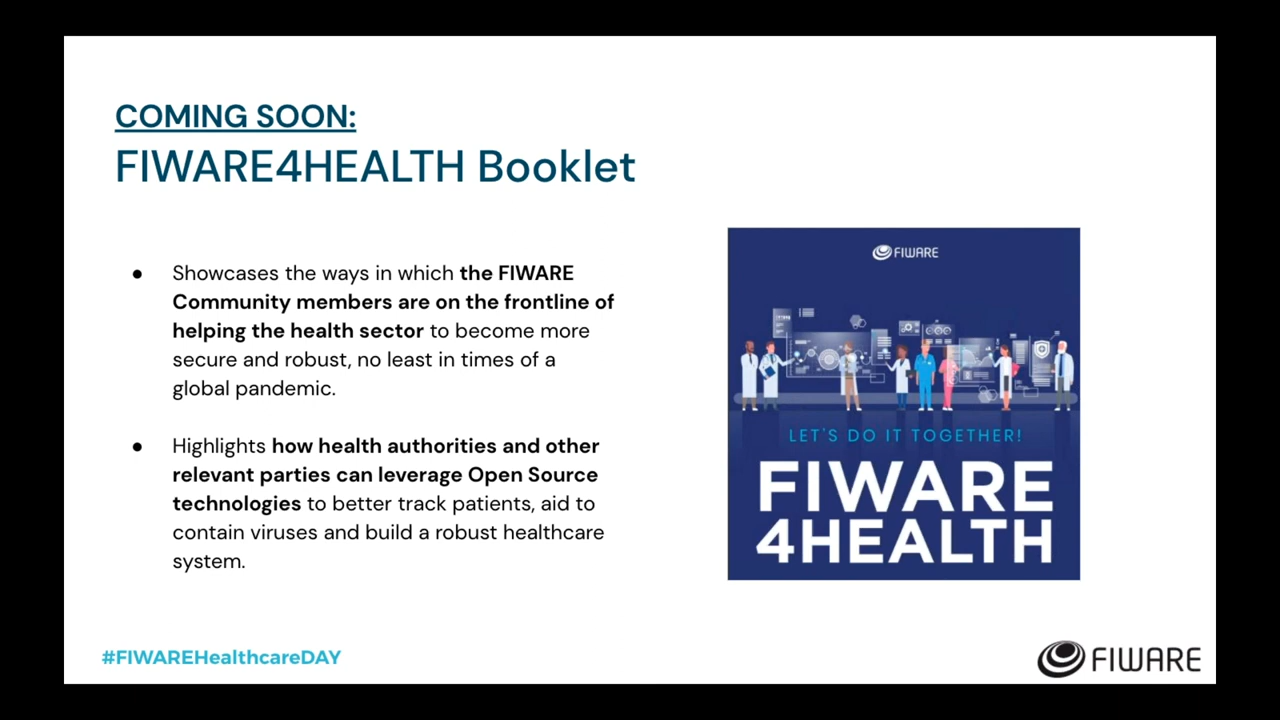 COMING SOON:
FIWARE4HEALTH Booklet
● Showcases the ways in which the FIWARE
Community members are on the frontline of
helping the health sector to become more
secure and robust, no least in times of a
global pandemic.
● Highlights how health authorities and other
relevant parties can leverage Open Source
technologies to better track patients, aid to
contain viruses and build a robust healthcare
system.
FIWARE
LET'S DO IT TOGETHER!
FIWARE
4HEALTH
#FIWAREHealthcareDAY
FIWARE